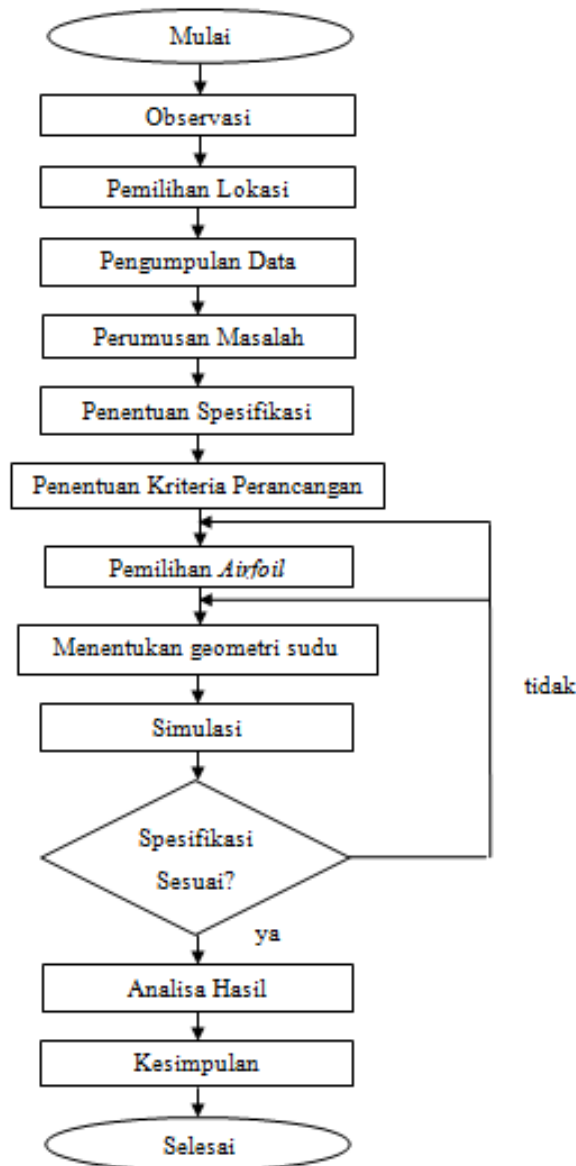 Mulai
Observasi
Pemilihan Lokasi
Pengumpulan Data
Perumusan Masalah
Penentuan Spesifikasi
Penentuan Kriteria Perancangan
Pemilihan Airfoil
Menentukan geometri sudu
tidak
Simulasi
Spesifikasi
Sesuai?
ya
Analisa Hasil
Kesimpulan
Selesai